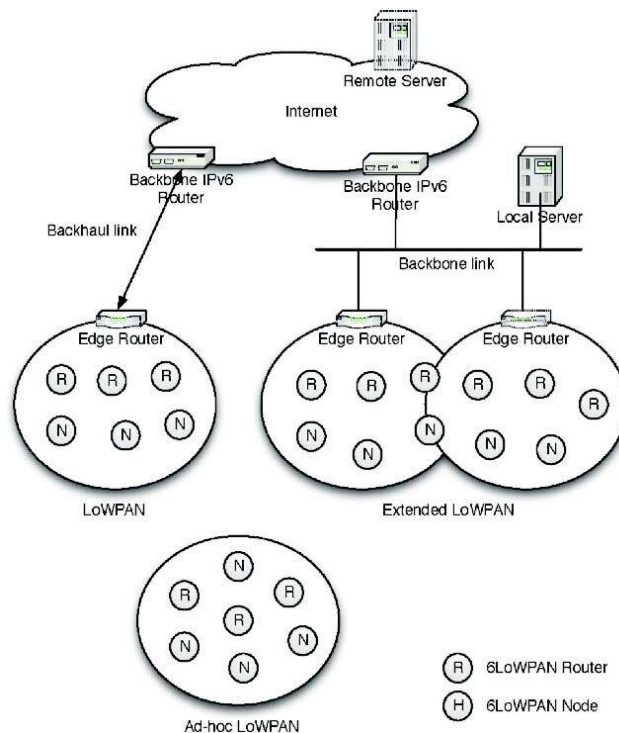 Remote Server
Internet
Backbone IPv6
Router
Backbone IPv6
Router
Local Server
Backhaul link
Backbone link
Edge Router
Edge Router
Edge Router
R R R
N N N
R R R
N N N
R R R
N N
LoWPAN
Extended LoWPAN
N
R R
R
N N
N
Ad-hoc LoWPAN
R 6LoWPAN Router
H 6LoWPAN Node